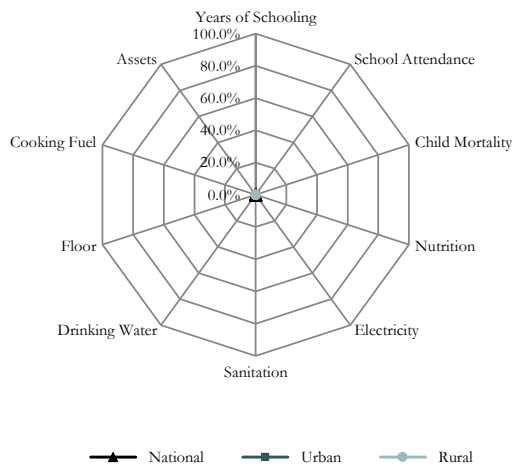 Years of Schooling
100.0%
Assets
School Attendance
80.0%
60.0%
40.0%
Cooking Fuel
Child Mortality
20.0%
0.0%
Floor
Nutrition
Drinking Water
Electricity
Sanitation
National Urban Rural